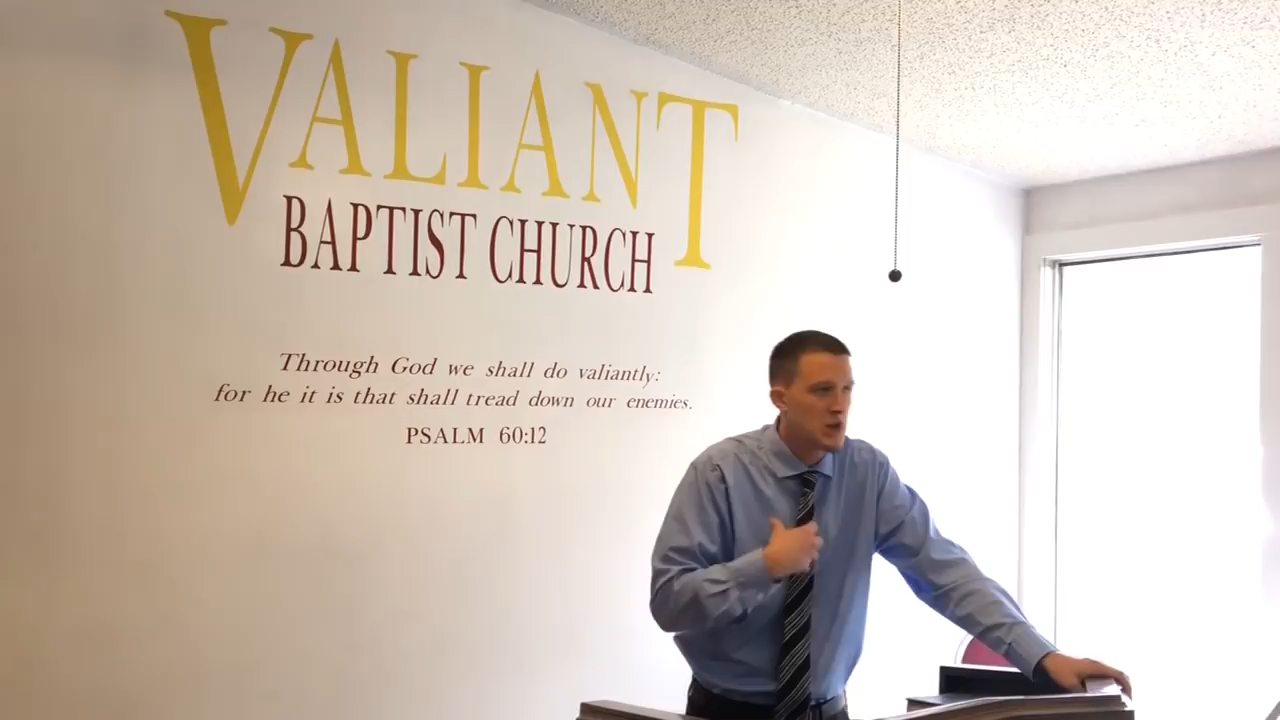 VALIANT
BAPTIST CHURCH
Through God we shall do valiantly:
for he it is that shall tread down our enemies.
PSALM 60:12